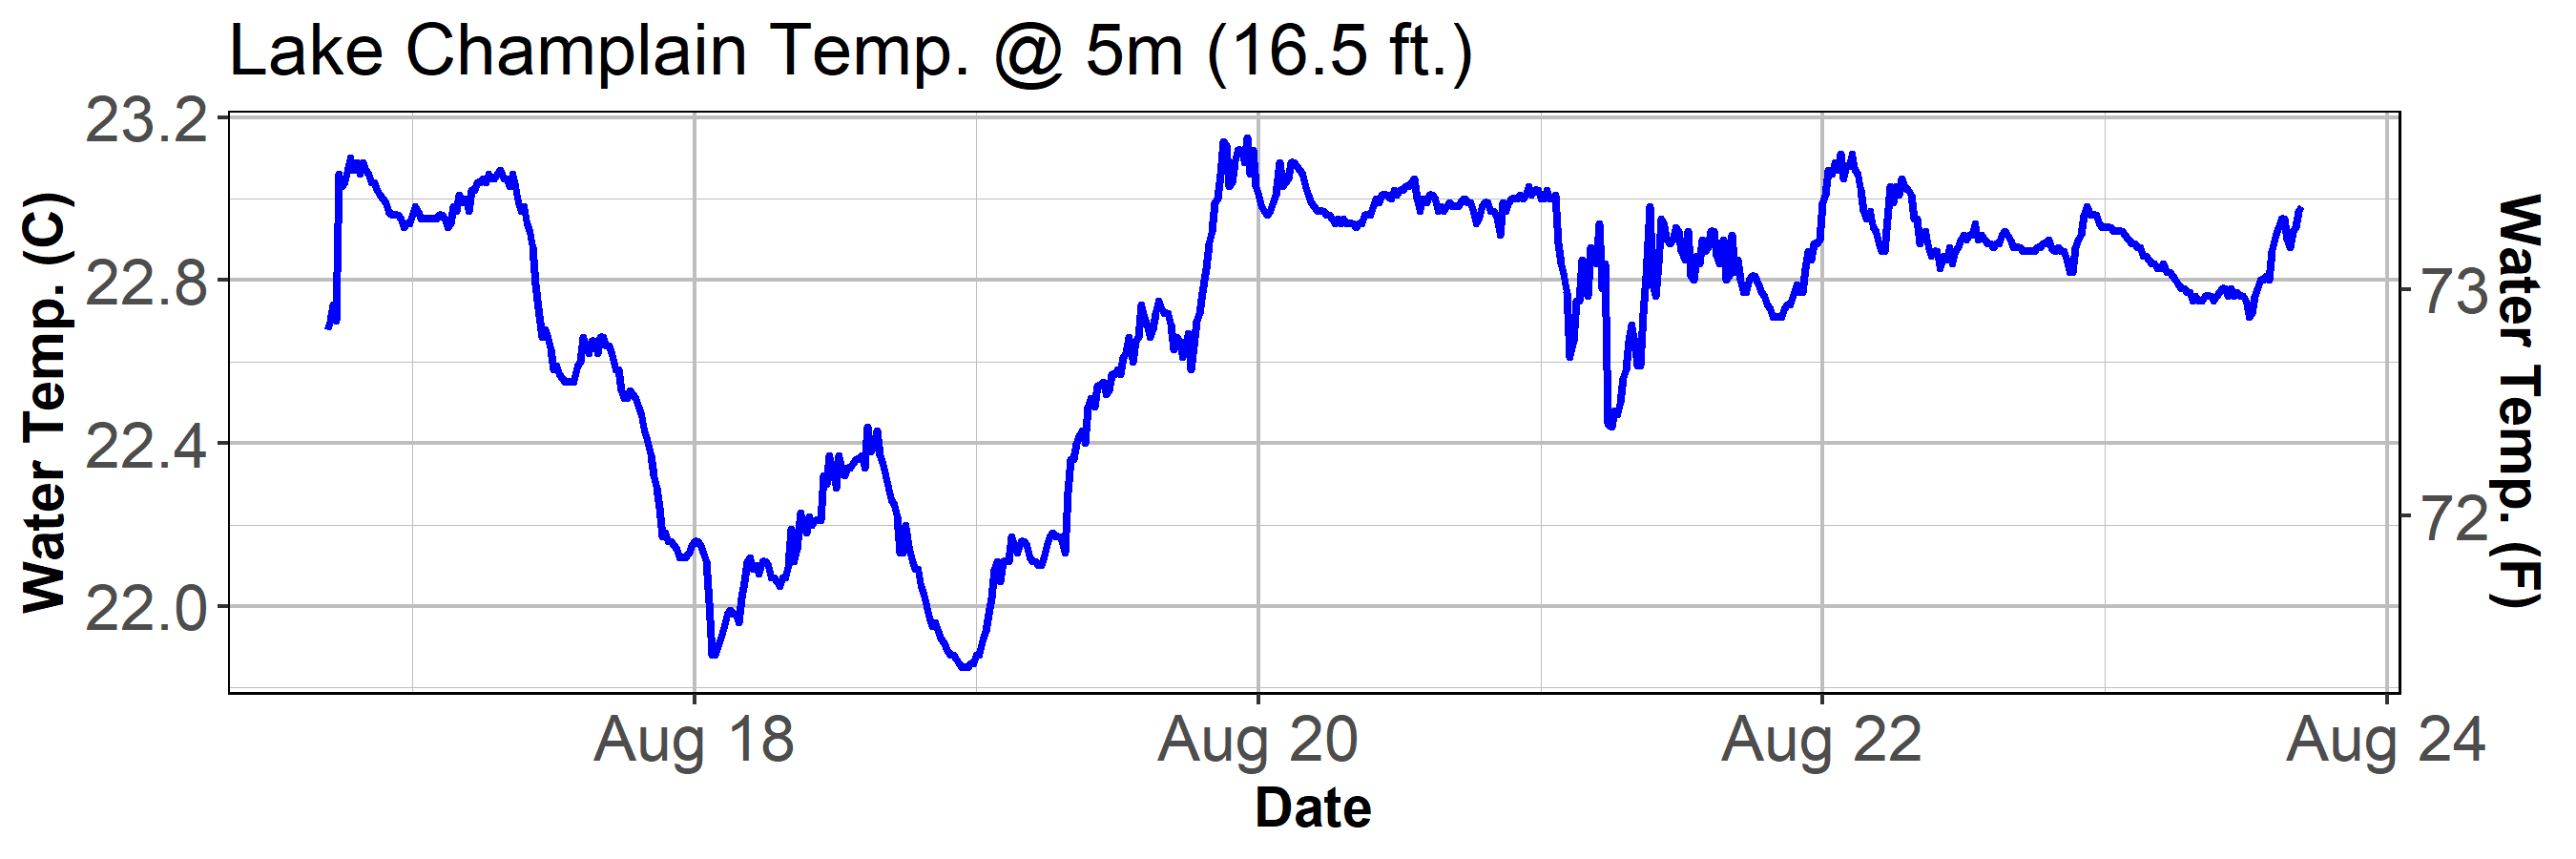 Lake Champlain Temp. @ 5m (16.5 ft.)
23.2
22.8
22.4
22.0
Water Temp. (C)
73
72
Water Temp. (F)
Aug 18
Aug 20
Aug 22
Aug 24
Date